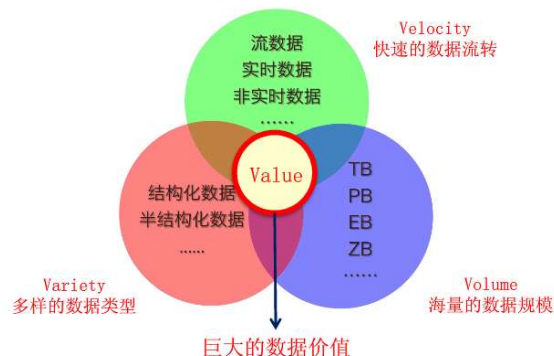 Velocity
快速的数据流转
流数据
实时数据
非实时数据
......
Value
结构化数据
半结构化数据
......
TB
PB
EB
ZB
......
Variety
多样的数据类型
Volume
海量的数据规模
巨大的数据价值